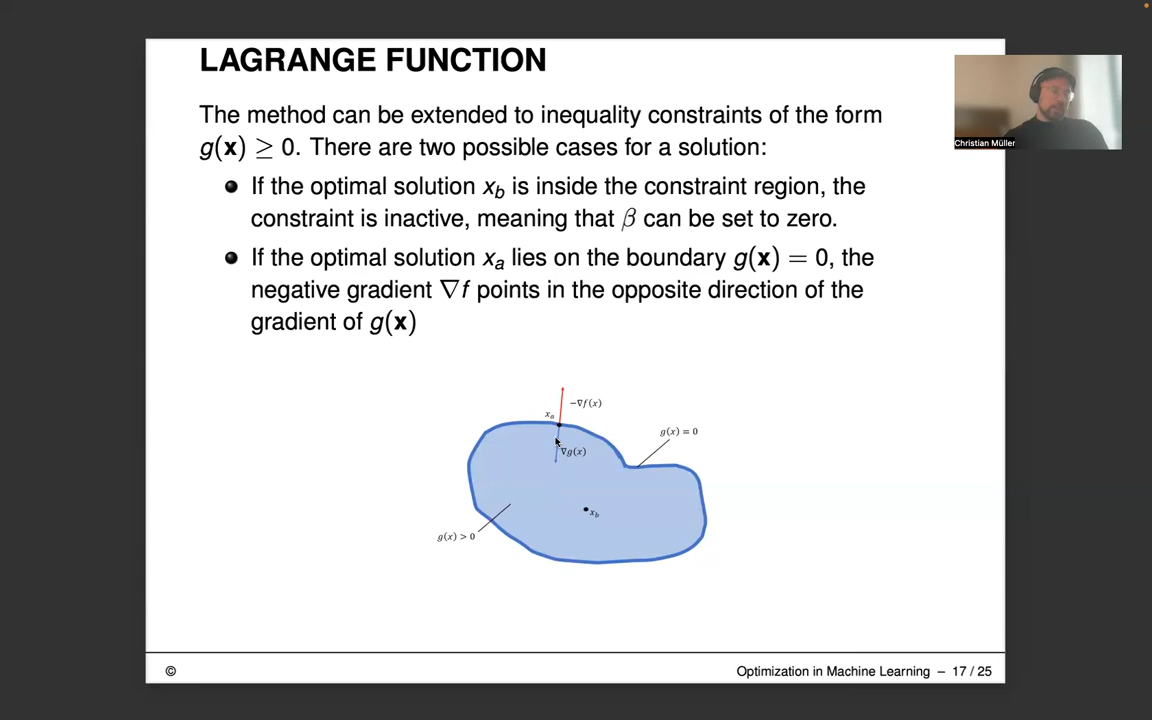 LAGRANGE FUNCTION
The method can be extended to inequality constraints of the form
g(x) ≥ 0. There are two possible cases for a solution:
If the optimal solution x_b is inside the constraint region, the
constraint is inactive, meaning that β can be set to zero.
If the optimal solution x_a lies on the boundary g(x) = 0, the
negative gradient ∇f points in the opposite direction of the
gradient of g(x)
Christian Müller
−∇f(x)
x_a
g(x) = 0
∇g(x)
x_b
g(x) > 0
© Optimization in Machine Learning – 17 / 25